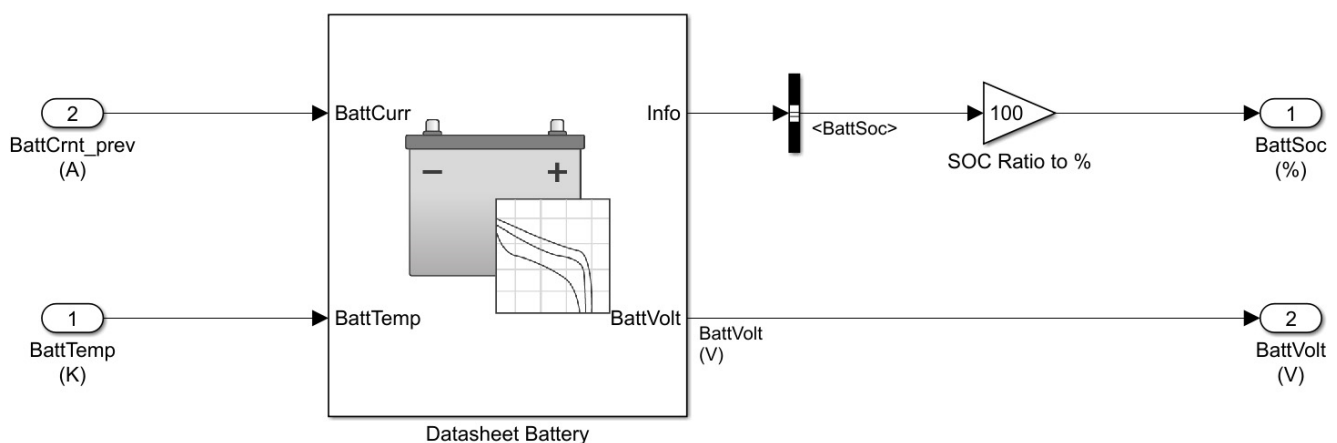 2
BattCrnt_prev
(A)
1
BattTemp
(K)
BattCurr
BattTemp
− +
Info
BattVolt
Datasheet Battery
<BattSoc>
100
SOC Ratio to %
BattVolt
(V)
1
BattSoc
(%)
2
BattVolt
(V)